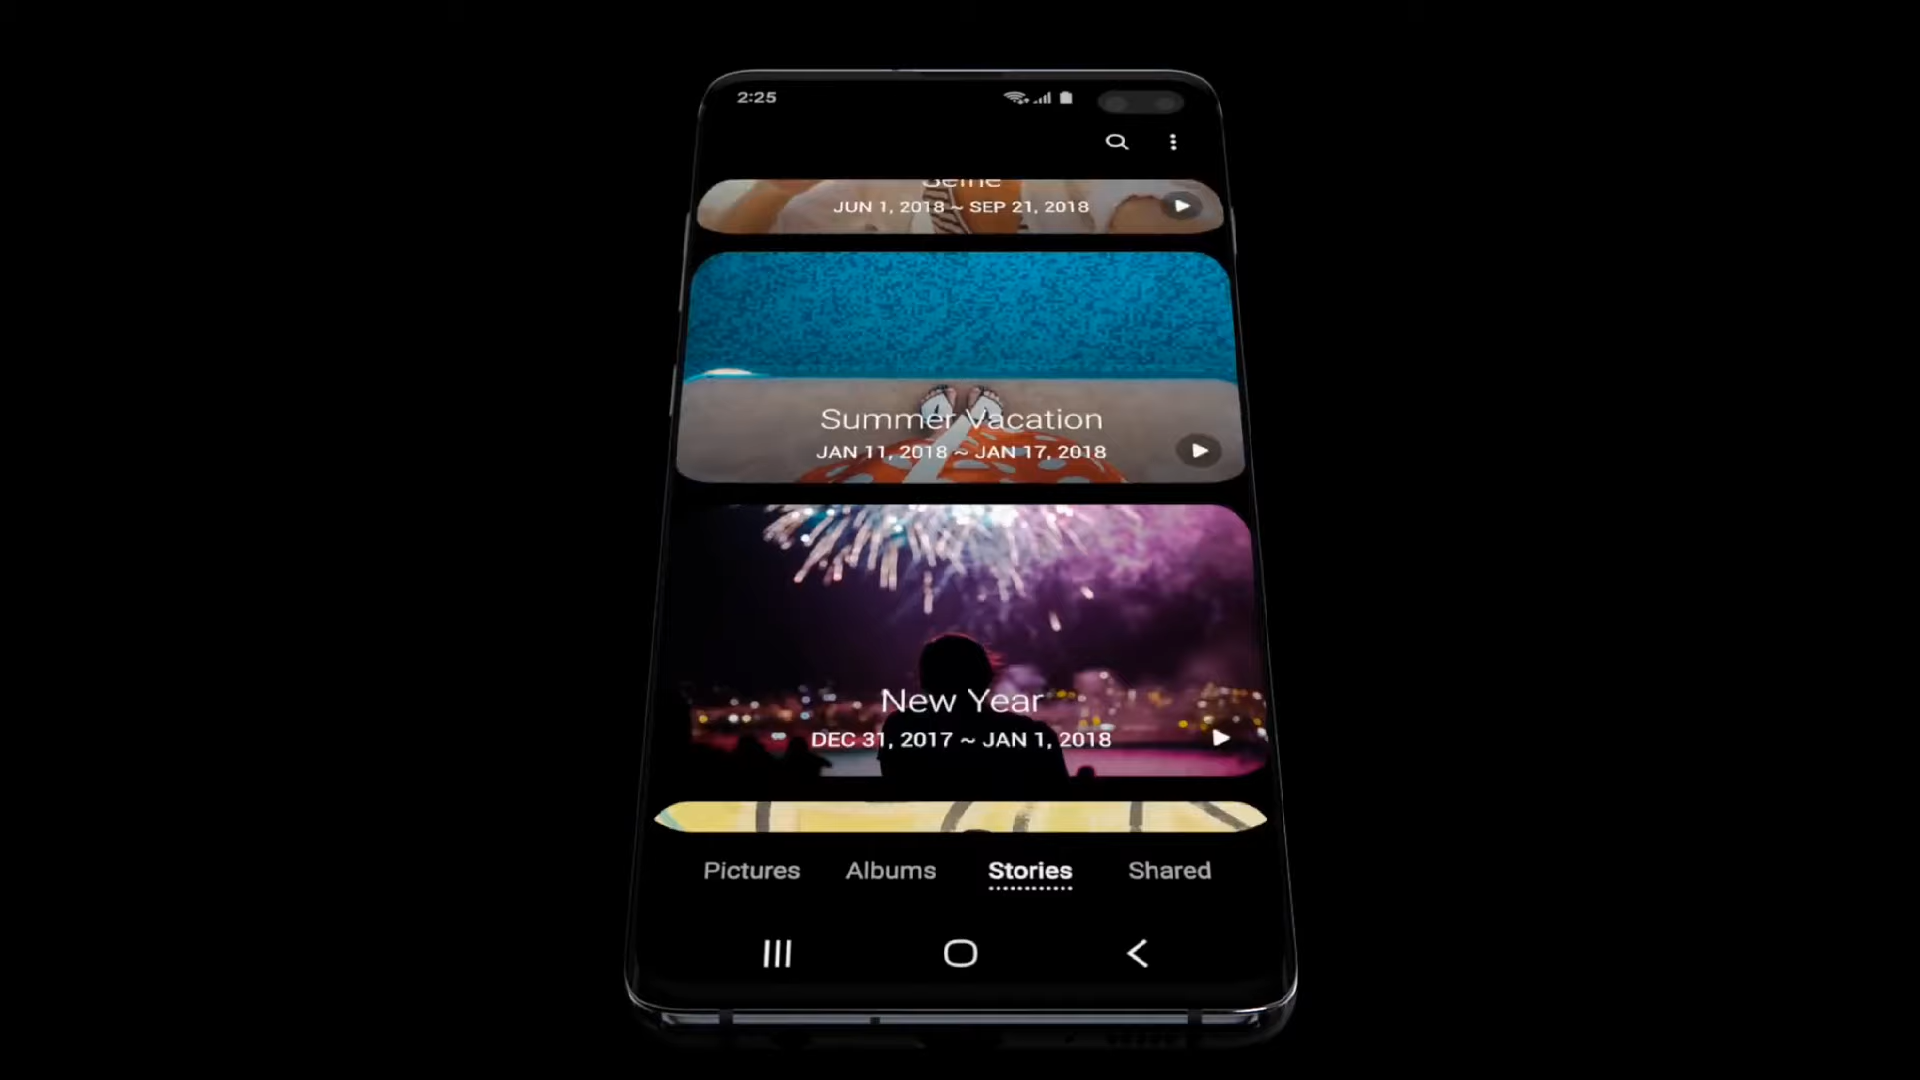 2:25
Selfie
JUN 1, 2018 ~ SEP 21, 2018
Summer Vacation
JAN 11, 2018 ~ JAN 17, 2018
New Year
DEC 31, 2017 ~ JAN 1, 2018
Pictures Albums Stories Shared